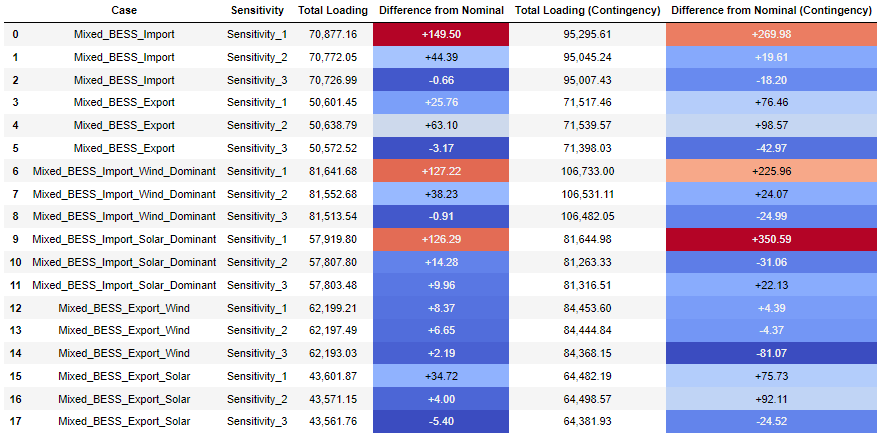 Case Sensitivity Total Loading Difference from Nominal Total Loading (Contingency) Difference from Nominal (Contingency)
0 Mixed_BESS_Import Sensitivity_1 70,877.16 +149.50 95,295.61 +269.98
1 Mixed_BESS_Import Sensitivity_2 70,772.05 +44.39 95,045.24 +19.61
2 Mixed_BESS_Import Sensitivity_3 70,726.99 -0.66 95,007.43 -18.20
3 Mixed_BESS_Export Sensitivity_1 50,601.45 +25.76 71,517.46 +76.46
4 Mixed_BESS_Export Sensitivity_2 50,638.79 +63.10 71,539.57 +98.57
5 Mixed_BESS_Export Sensitivity_3 50,572.52 -3.17 71,398.03 -42.97
6 Mixed_BESS_Import_Wind_Dominant Sensitivity_1 81,641.68 +127.22 106,733.00 +225.96
7 Mixed_BESS_Import_Wind_Dominant Sensitivity_2 81,552.68 +38.23 106,531.11 +24.07
8 Mixed_BESS_Import_Wind_Dominant Sensitivity_3 81,513.54 -0.91 106,482.05 -24.99
9 Mixed_BESS_Import_Solar_Dominant Sensitivity_1 57,919.80 +126.29 81,644.98 +350.59
10 Mixed_BESS_Import_Solar_Dominant Sensitivity_2 57,807.80 +14.28 81,263.33 -31.06
11 Mixed_BESS_Import_Solar_Dominant Sensitivity_3 57,803.48 +9.96 81,316.51 +22.13
12 Mixed_BESS_Export_Wind Sensitivity_1 62,199.21 +8.37 84,453.60 +4.39
13 Mixed_BESS_Export_Wind Sensitivity_2 62,197.49 +6.65 84,444.84 -4.37
14 Mixed_BESS_Export_Wind Sensitivity_3 62,193.03 +2.19 84,368.15 -81.07
15 Mixed_BESS_Export_Solar Sensitivity_1 43,601.87 +34.72 64,482.19 +75.73
16 Mixed_BESS_Export_Solar Sensitivity_2 43,571.15 +4.00 64,498.57 +92.11
17 Mixed_BESS_Export_Solar Sensitivity_3 43,561.76 -5.40 64,381.93 -24.52